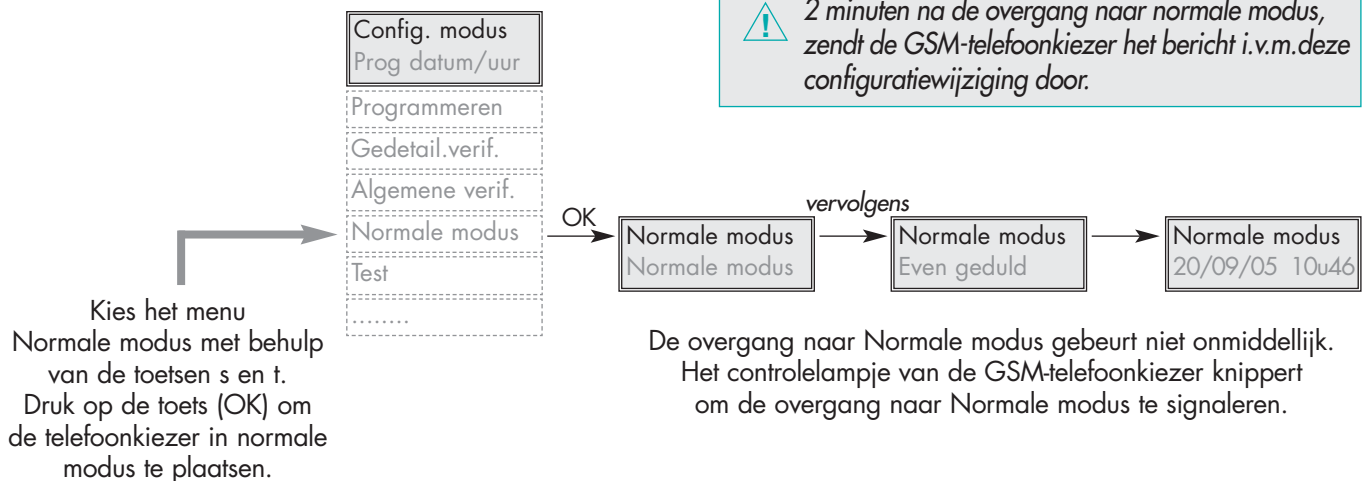 2 minuten na de overgang naar normale modus,
zendt de GSM-telefoonkiezer het bericht i.v.m.deze
configuratiewijziging door.
Config. modus
Prog datum/uur
Programmeren
Gedetail.verif.
Algemene verif.
Normale modus
Test
........
OK
Normale modus
Normale modus
vervolgens
Normale modus
Even geduld
Normale modus
20/09/05 10u46
Kies het menu
Normale modus met behulp
van de toetsen s en t.
Druk op de toets (OK) om
de telefoonkiezer in normale
modus te plaatsen.
De overgang naar Normale modus gebeurt niet onmiddellijk.
Het controlelampje van de GSM-telefoonkiezer knippert
om de overgang naar Normale modus te signaleren.